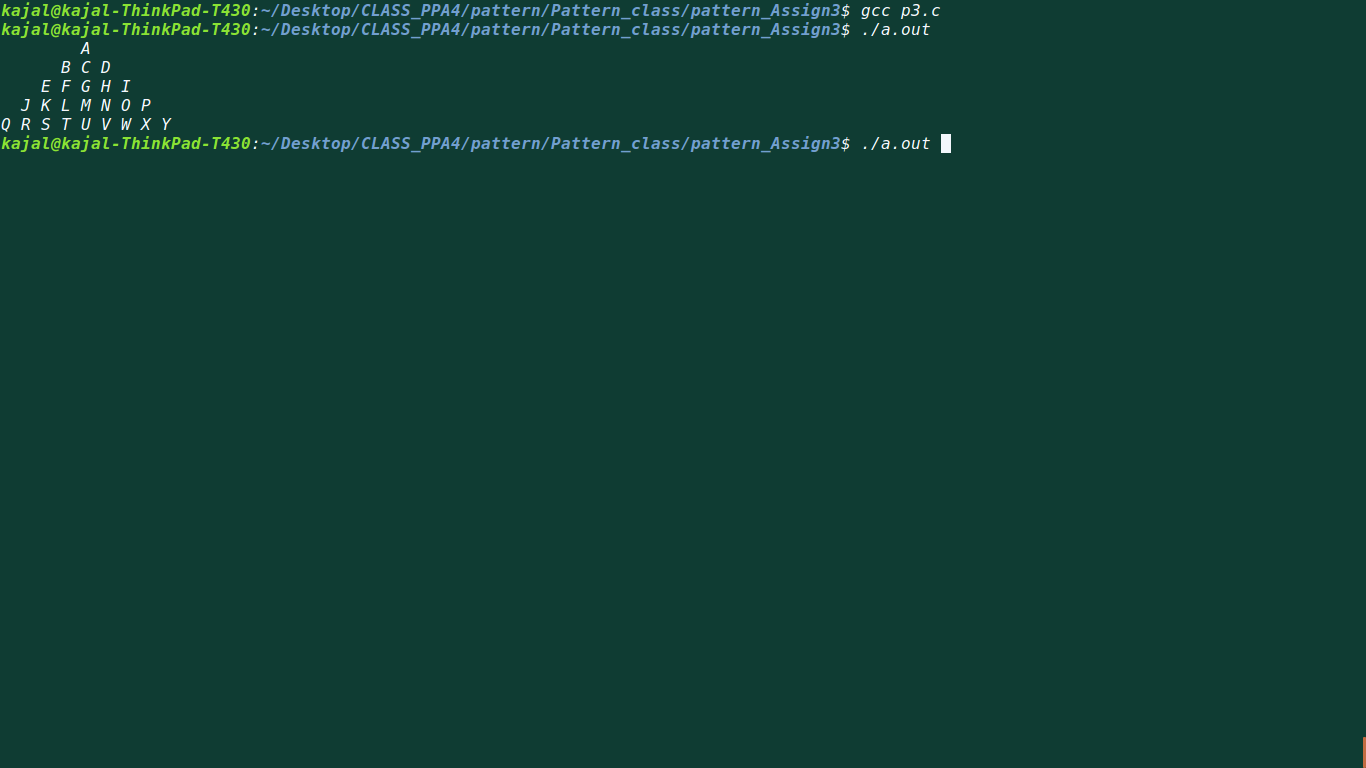 kajal@kajal-ThinkPad-T430:~/Desktop/CLASS_PPA4/pattern/Pattern_class/pattern_Assign3$ gcc p3.c
kajal@kajal-ThinkPad-T430:~/Desktop/CLASS_PPA4/pattern/Pattern_class/pattern_Assign3$ ./a.out
        A
      B C D
    E F G H I
  J K L M N O P
Q R S T U V W X Y
kajal@kajal-ThinkPad-T430:~/Desktop/CLASS_PPA4/pattern/Pattern_class/pattern_Assign3$ ./a.out